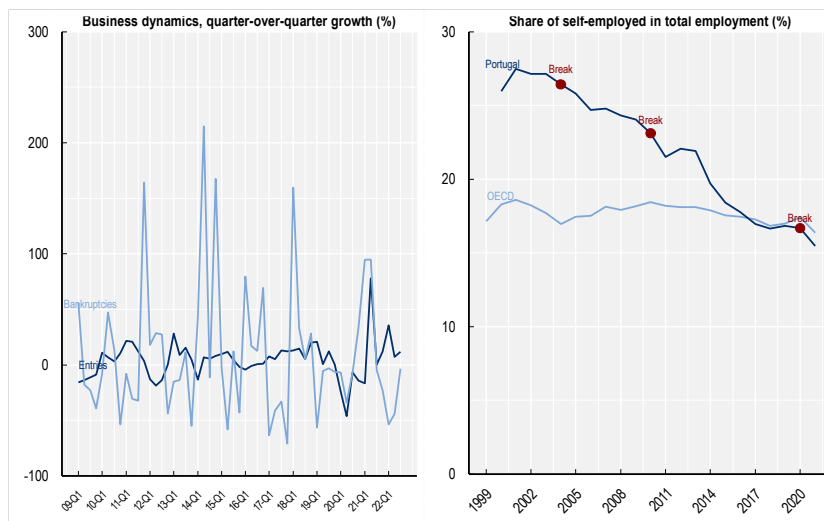 Business dynamics, quarter-over-quarter growth (%)
300
200
100
0
-100
Bankruptcies
Entries
09-Q1
10-Q1
11-Q1
12-Q1
13-Q1
14-Q1
15-Q1
16-Q1
17-Q1
18-Q1
19-Q1
20-Q1
21-Q1
22-Q1
Share of self-employed in total employment (%)
30
20
10
0
Portugal
Break
Break
OECD
Break
1999
2002
2005
2008
2011
2014
2017
2020